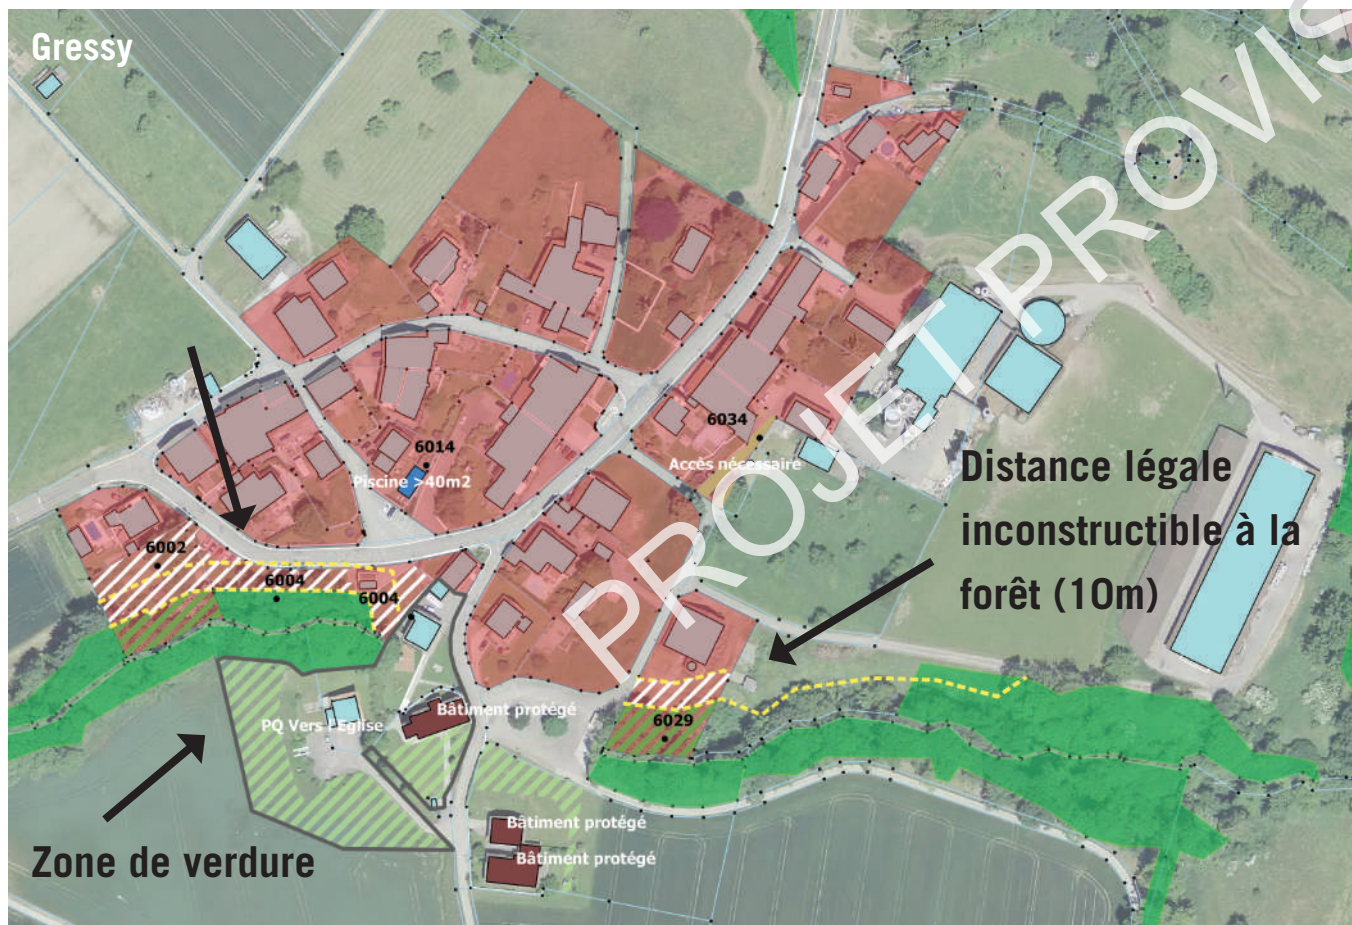 Gressy
PROJET PROVIS
6034
6014
Accès nécessaire
Piscine >40m2
Distance légale
inconstructible à la
forêt (10m)
6002
6004
6004
Bâtiment protégé
PQ Vers l'Eglise
6029
Bâtiment protégé
Bâtiment protégé
Zone de verdure